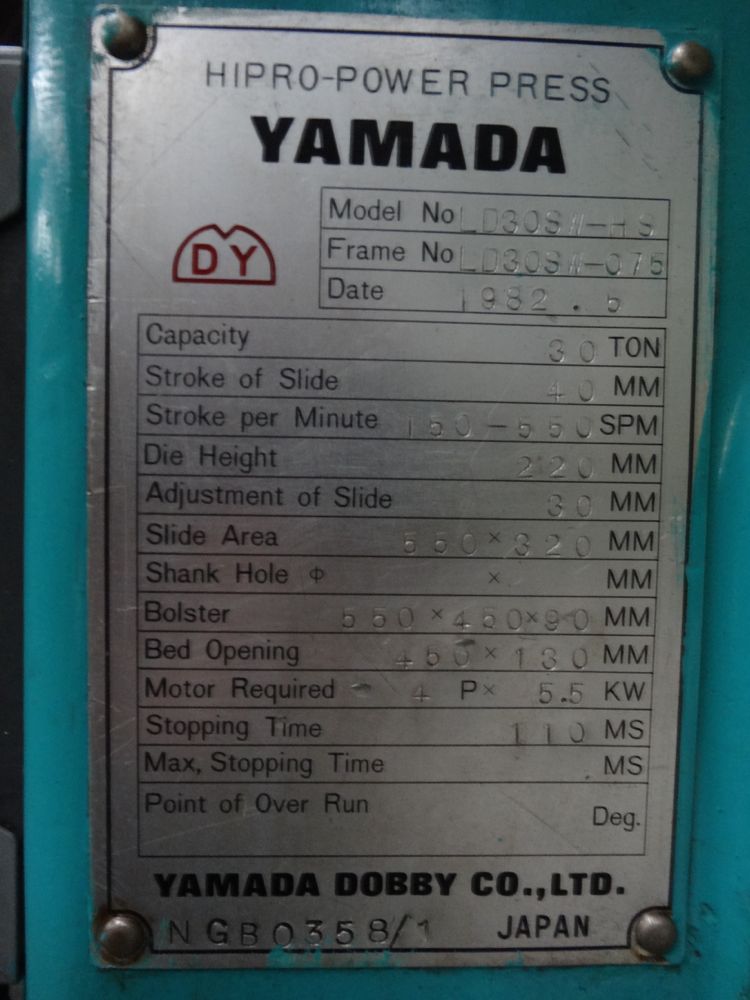 HIPRO-POWER PRESS
YAMADA
DY
Model No LD30S#-HS
Frame No LD30S#-075
Date 1982.5
Capacity 30 TON
Stroke of Slide 40 MM
Stroke per Minute 150-550 SPM
Die Height 220 MM
Adjustment of Slide 30 MM
Slide Area 550 × 320 MM
Shank Hole Φ × MM
Bolster 550 × 450 × 90 MM
Bed Opening 450 × 130 MM
Motor Required 4 P× 5.5 KW
Stopping Time 110 MS
Max, Stopping Time MS
Point of Over Run Deg.
YAMADA DOBBY CO.,LTD.
NGB0358/1 JAPAN